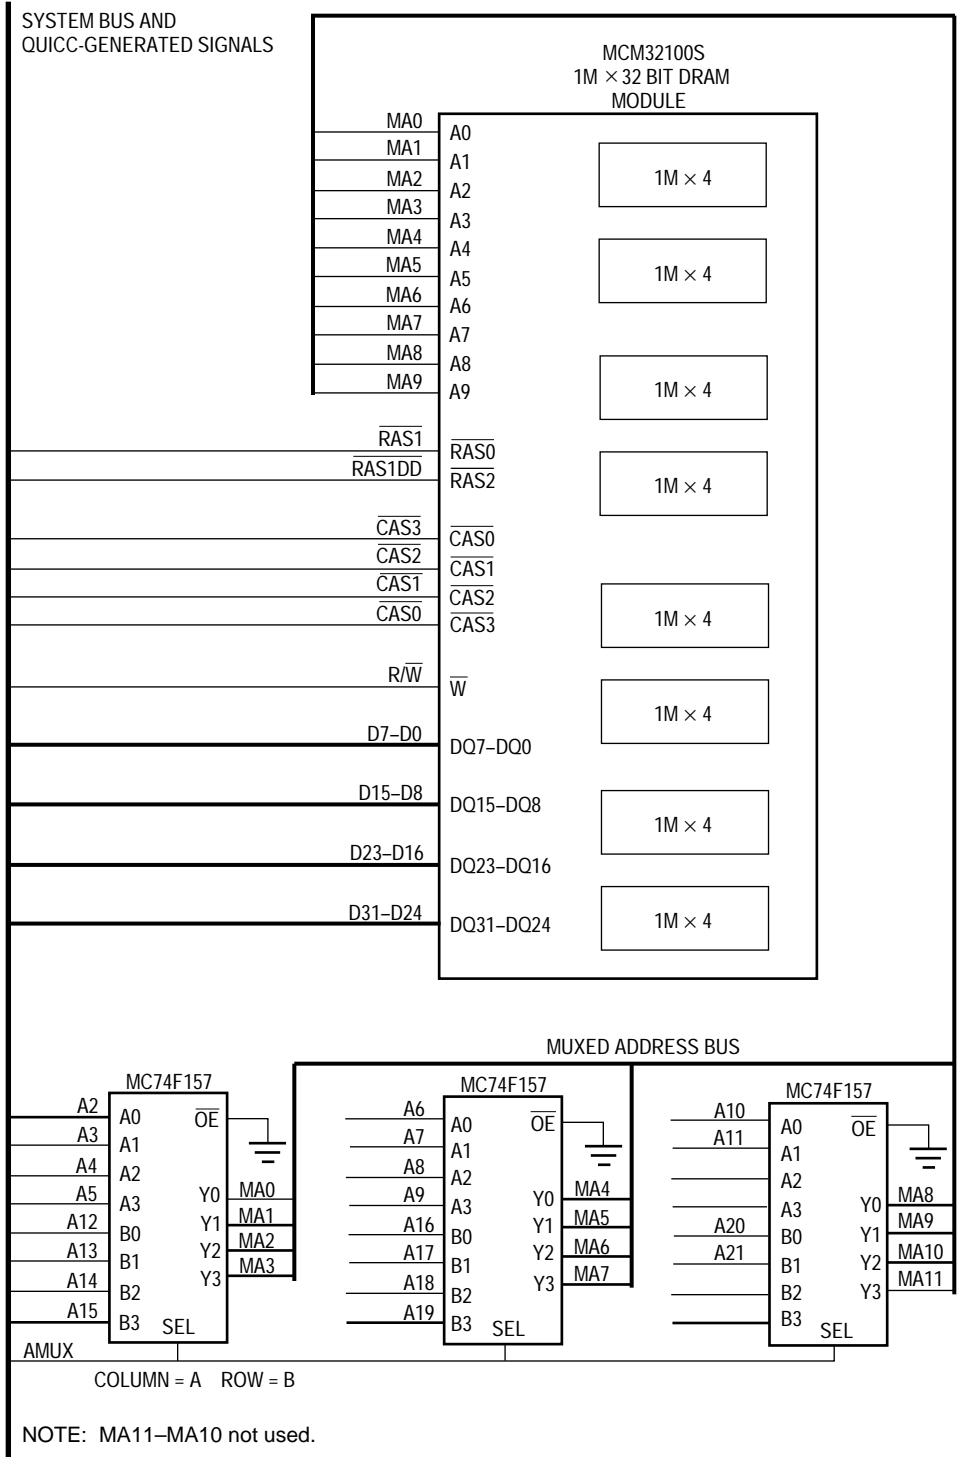 SYSTEM BUS AND
QUICC-GENERATED SIGNALS
MCM32100S
1M × 32 BIT DRAM
MODULE
MA0 A0
MA1 A1
MA2 A2
MA3 A3
MA4 A4
MA5 A5
MA6 A6
MA7 A7
MA8 A8
MA9 A9
1M × 4
1M × 4
1M × 4
1M × 4
1M × 4
1M × 4
1M × 4
1M × 4
RAS1 RAS0
RAS1DD RAS2
CAS3 CAS0
CAS2 CAS1
CAS1 CAS2
CAS0 CAS3
R/W W
D7–D0 DQ7–DQ0
D15–D8 DQ15–DQ8
D23–D16 DQ23–DQ16
D31–D24 DQ31–DQ24
MUXED ADDRESS BUS
MC74F157
A2 A0 OE
A3 A1
A4 A2
A5 A3 Y0 MA0
A12 B0 Y1 MA1
A13 B1 Y2 MA2
A14 B2 Y3 MA3
A15 B3 SEL
MC74F157
A6 A0 OE
A7 A1
A8 A2
A9 A3 Y0 MA4
A16 B0 Y1 MA5
A17 B1 Y2 MA6
A18 B2 Y3 MA7
A19 B3 SEL
MC74F157
A10 A0 OE
A11 A1
A2
A3 Y0 MA8
A20 B0 Y1 MA9
A21 B1 Y2 MA10
B2 Y3 MA11
B3 SEL
AMUX
COLUMN = A ROW = B
NOTE: MA11–MA10 not used.